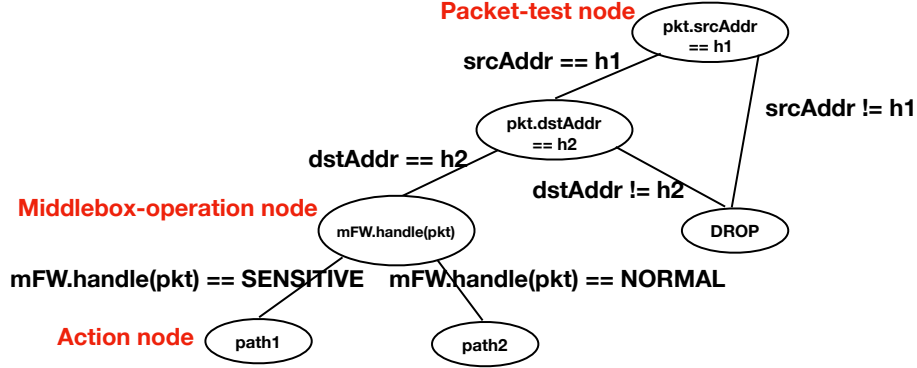 Packet-test node
pkt.srcAddr
== h1
srcAddr == h1
srcAddr != h1
pkt.dstAddr
== h2
dstAddr == h2
dstAddr != h2
Middlebox-operation node
mFW.handle(pkt)
DROP
mFW.handle(pkt) == SENSITIVE
mFW.handle(pkt) == NORMAL
Action node
path1
path2